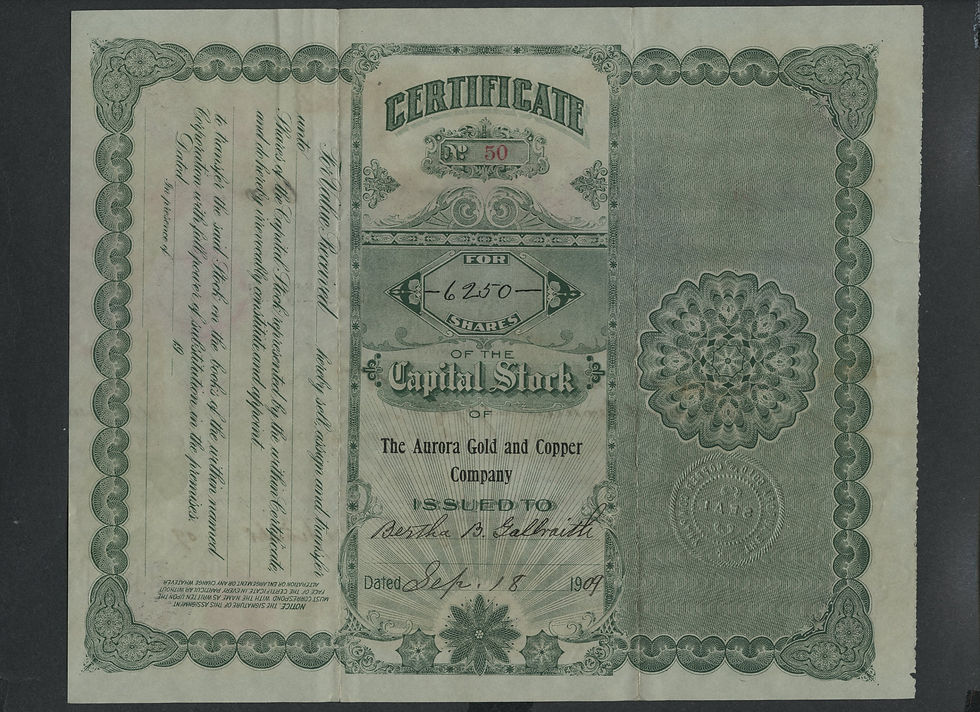 CERTIFICATE
No 50
FOR
6250
SHARES
OF THE
Capital Stock
OF
The Aurora Gold and Copper
Company
ISSUED TO
Bertha B. Galbraith
Dated Sep. 18 1909
For Value Received hereby sell, assign and transfer
unto
Shares of the Capital Stock represented by the within Certificate
and do hereby irrevocably constitute and appoint
to transfer the said Stock on the books of the within named
Corporation with full power of substitution in the premises.
Dated 19
In presence of
NOTICE. THE SIGNATURE OF THIS ASSIGNMENT
MUST CORRESPOND WITH THE NAME AS WRITTEN UPON THE
FACE OF THE CERTIFICATE IN EVERY PARTICULAR WITHOUT
ALTERATION OR ENLARGEMENT OR ANY CHANGE WHATEVER